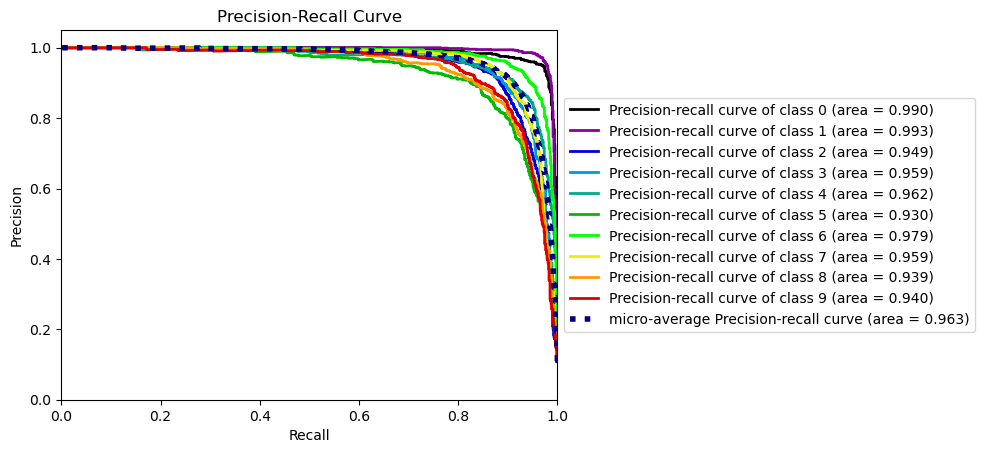 Precision-Recall Curve
1.0
0.8
0.6
0.4
0.2
0.0
Precision
0.0 0.2 0.4 0.6 0.8 1.0
Recall
Precision-recall curve of class 0 (area = 0.990)
Precision-recall curve of class 1 (area = 0.993)
Precision-recall curve of class 2 (area = 0.949)
Precision-recall curve of class 3 (area = 0.959)
Precision-recall curve of class 4 (area = 0.962)
Precision-recall curve of class 5 (area = 0.930)
Precision-recall curve of class 6 (area = 0.979)
Precision-recall curve of class 7 (area = 0.959)
Precision-recall curve of class 8 (area = 0.939)
Precision-recall curve of class 9 (area = 0.940)
micro-average Precision-recall curve (area = 0.963)